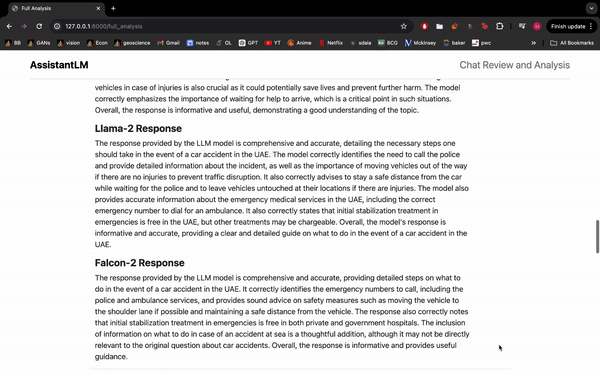 Full Analysis
127.0.0.1:8000/full_analysis
Finish update
BB
GANs
vision
Econ
geoscience
Gmail
notes
OL
GPT
YT
Anime
Netflix
sdaia
BCG
Mckinsey
baker
pwc
All Bookmarks
AssistantLM
Chat Review and Analysis
vehicles in case of injuries is also crucial as it could potentially save lives and prevent further harm. The model
correctly emphasizes the importance of waiting for help to arrive, which is a critical point in such situations.
Overall, the response is informative and useful, demonstrating a good understanding of the topic.
Llama-2 Response
The response provided by the LLM model is comprehensive and accurate, detailing the necessary steps one
should take in the event of a car accident in the UAE. The model correctly identifies the need to call the police
and provide detailed information about the incident, as well as the importance of moving vehicles out of the way
if there are no injuries to prevent traffic disruption. It also correctly advises to stay a safe distance from the car
while waiting for the police and to leave vehicles untouched at their locations if there are injuries. The model also
provides accurate information about the emergency medical services in the UAE, including the correct
emergency number to dial for an ambulance. It also correctly states that initial stabilization treatment in
emergencies is free in the UAE, but other treatments may be chargeable. Overall, the model's response is
informative and accurate, providing a clear and detailed guide on what to do in the event of a car accident in the
UAE.
Falcon-2 Response
The response provided by the LLM model is comprehensive and accurate, providing detailed steps on what to
do in the event of a car accident in the UAE. It correctly identifies the emergency numbers to call, including the
police and ambulance services, and provides sound advice on safety measures such as moving the vehicle to
the shoulder lane if possible and maintaining a safe distance from the vehicle. The response also correctly notes
that initial stabilization treatment in emergencies is free in both private and government hospitals. The inclusion
of information on what to do in case of an accident at sea is a thoughtful addition, although it may not be directly
relevant to the original question about car accidents. Overall, the response is informative and provides useful
guidance.